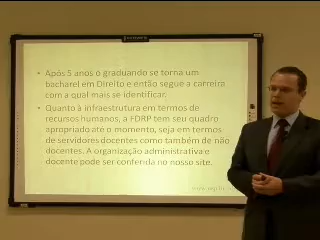 • Após 5 anos o graduando se torna um
bacharel em Direito e então segue a carreira
com a qual mais se identificar.
• Quanto à infraestrutura em termos de
recursos humanos, a FDRP tem seu quadro
apropriado até o momento, seja em termos
de servidores docentes como também de não
docentes. A organização administrativa e
docente pode ser conferida no nosso site.